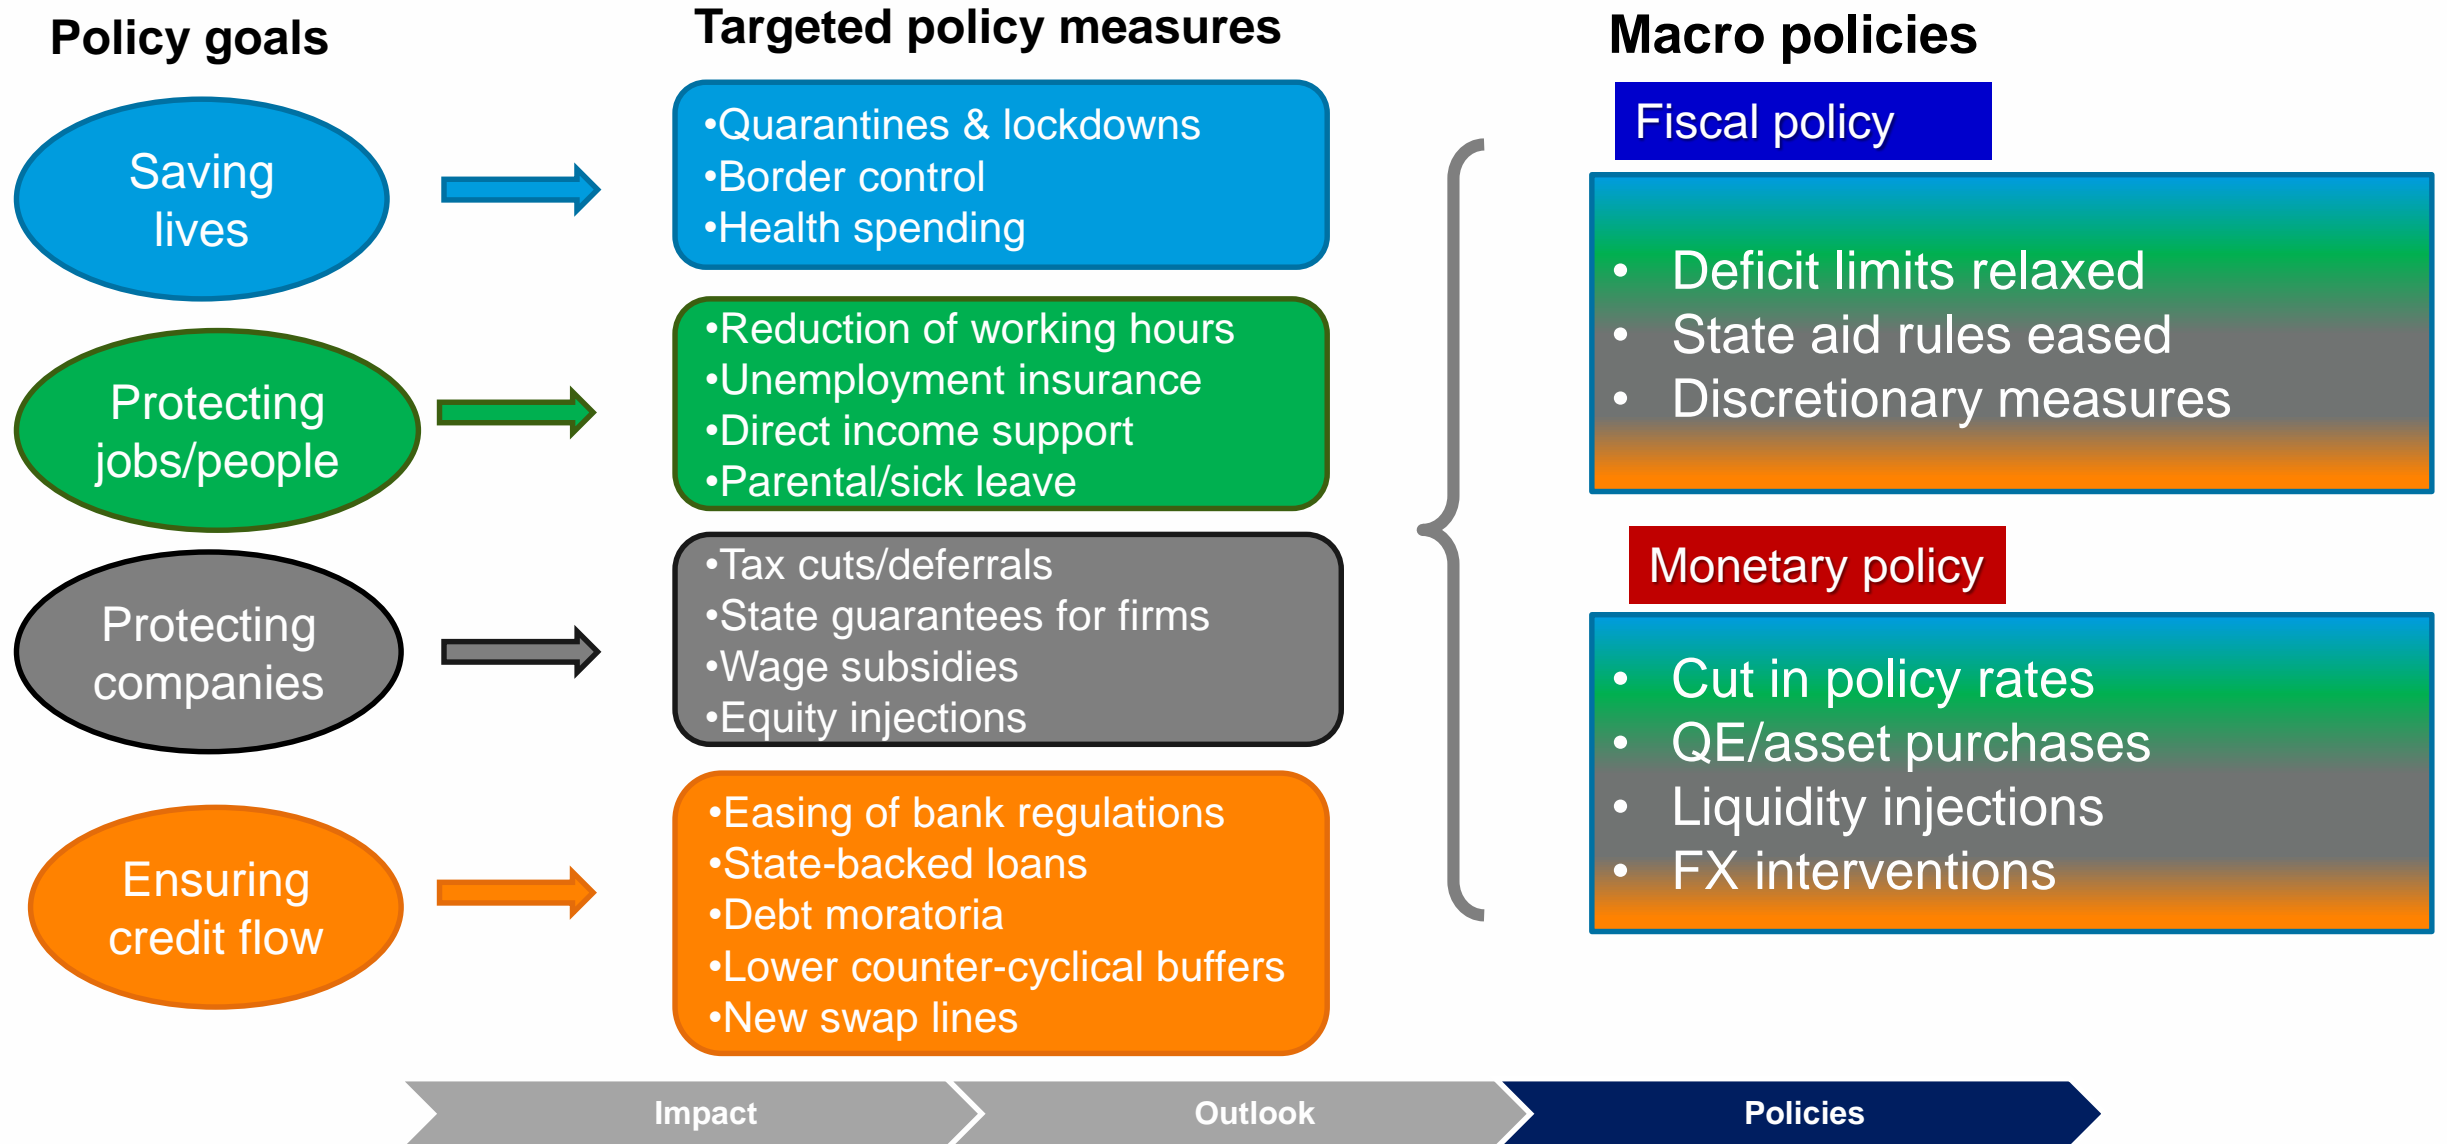 Policy goals
Targeted policy measures
Macro policies
Saving
lives
•Quarantines & lockdowns
•Border control
•Health spending
Protecting
jobs/people
•Reduction of working hours
•Unemployment insurance
•Direct income support
•Parental/sick leave
Protecting
companies
•Tax cuts/deferrals
•State guarantees for firms
•Wage subsidies
•Equity injections
Ensuring
credit flow
•Easing of bank regulations
•State-backed loans
•Debt moratoria
•Lower counter-cyclical buffers
•New swap lines
Fiscal policy
• Deficit limits relaxed
• State aid rules eased
• Discretionary measures
Monetary policy
• Cut in policy rates
• QE/asset purchases
• Liquidity injections
• FX interventions
Impact
Outlook
Policies